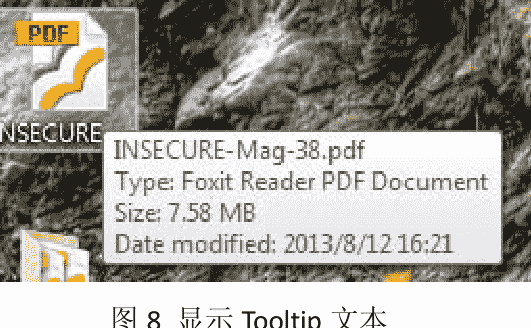 PDF
NSECURE
INSECURE-Mag-38.pdf
Type: Foxit Reader PDF Document
Size: 7.58 MB
Date modified: 2013/8/12 16:21
图 8 显示 Tooltip 文本